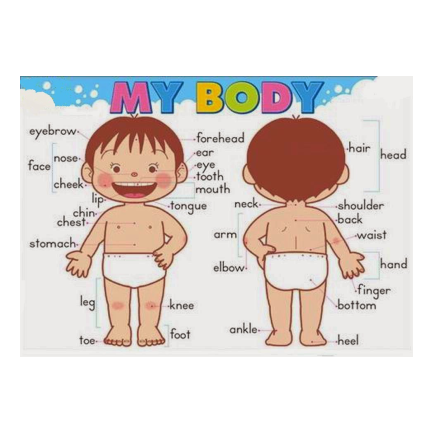 MY BODY
eyebrow
forehead
hair
head
face
nose
ear
eye
tooth
cheek
mouth
lip
tongue
neck
shoulder
chin
chest
back
arm
waist
stomach
elbow
hand
finger
leg
knee
bottom
toe
foot
ankle
heel